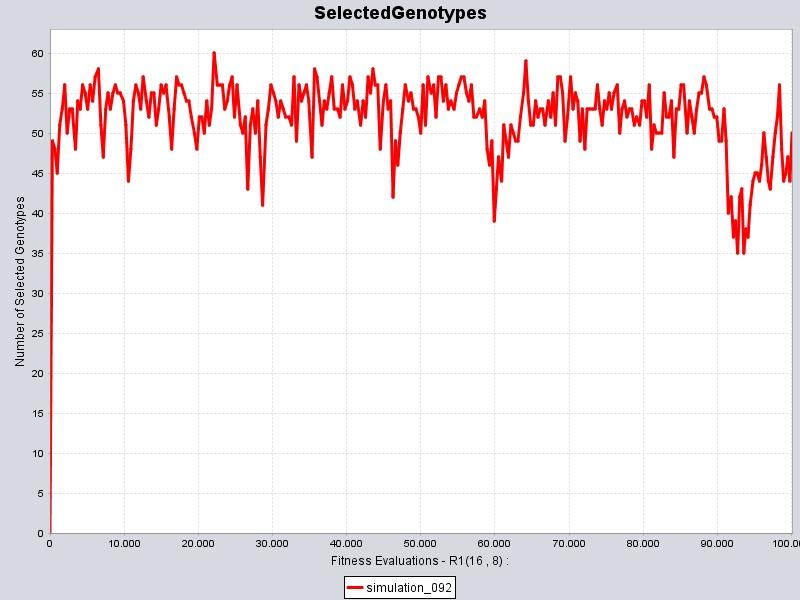 SelectedGenotypes
Number of Selected Genotypes
60
55
50
45
40
35
30
25
20
15
10
5
0
0 10.000 20.000 30.000 40.000 50.000 60.000 70.000 80.000 90.000 100.00
Fitness Evaluations - R1(16 , 8) :
simulation_092